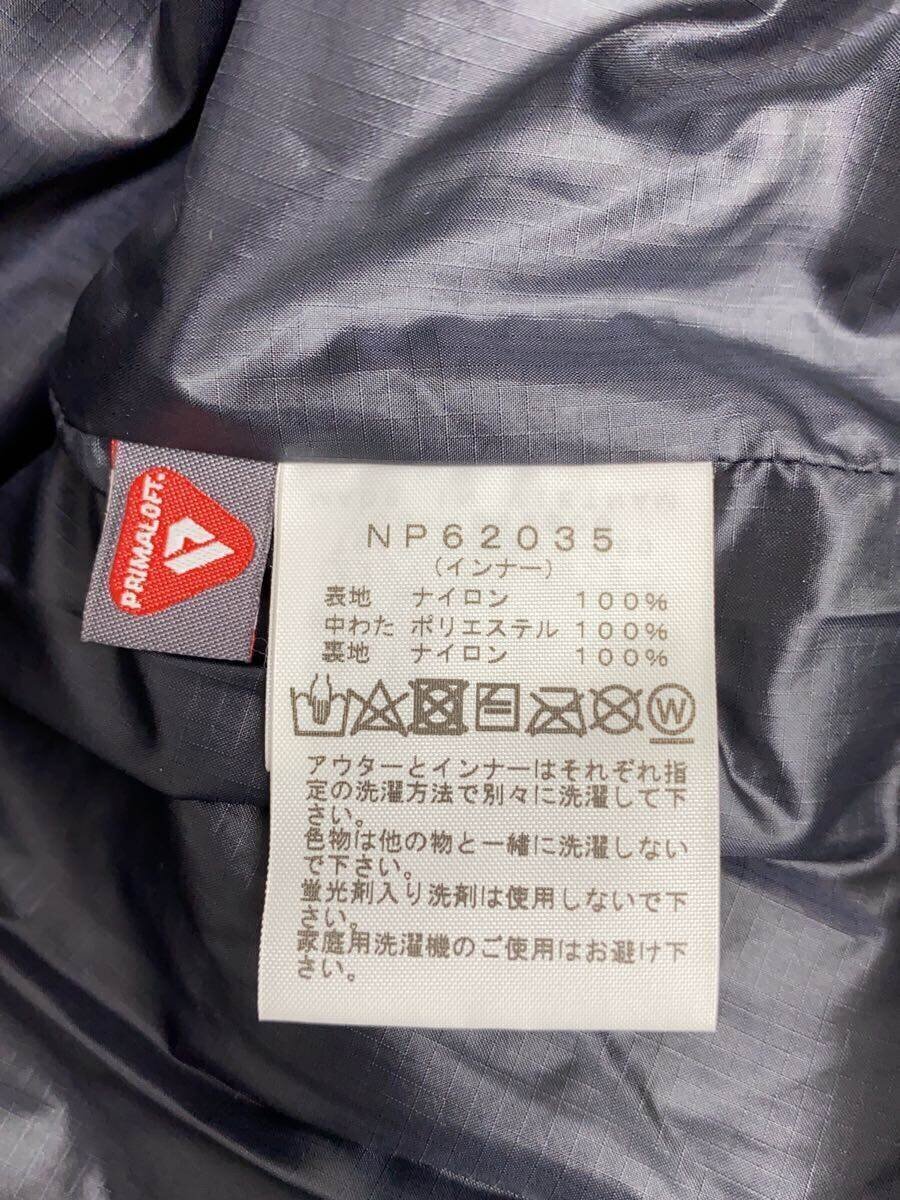 PRIMALOFT®
NP62035
(インナー)
表地 ナイロン 100%
中わた ポリエステル 100%
裏地 ナイロン 100%
W
アウターとインナーはそれぞれ指
定の洗濯方法で別々に洗濯して下
さい。
色物は他の物と一緒に洗濯しない
で下さい。
蛍光剤入り洗剤は使用しないで下
さい。
家庭用洗濯機のご使用はお避け下
さい。